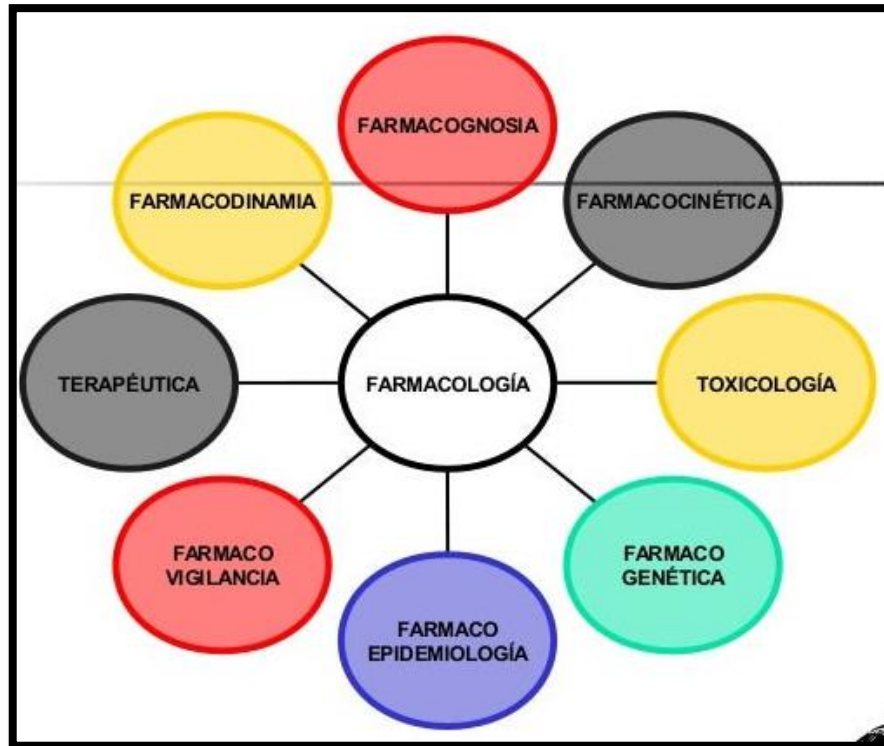 FARMACOGNOSIA
FARMACODINAMIA
FARMACOCINÉTICA
TERAPÉUTICA
FARMACOLOGÍA
TOXICOLOGÍA
FARMACO
VIGILANCIA
FARMACO
EPIDEMIOLOGÍA
FARMACO
GENÉTICA